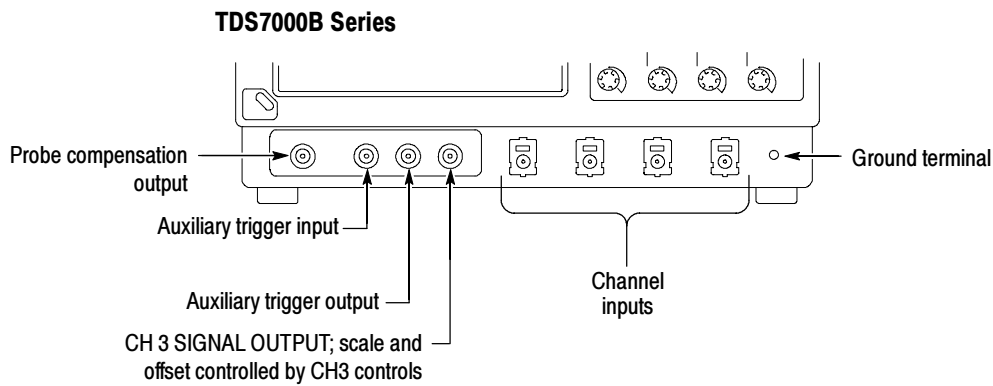 TDS7000B Series
Probe compensation
output
Ground terminal
Auxiliary trigger input
Channel
inputs
Auxiliary trigger output
CH 3 SIGNAL OUTPUT; scale and
offset controlled by CH3 controls